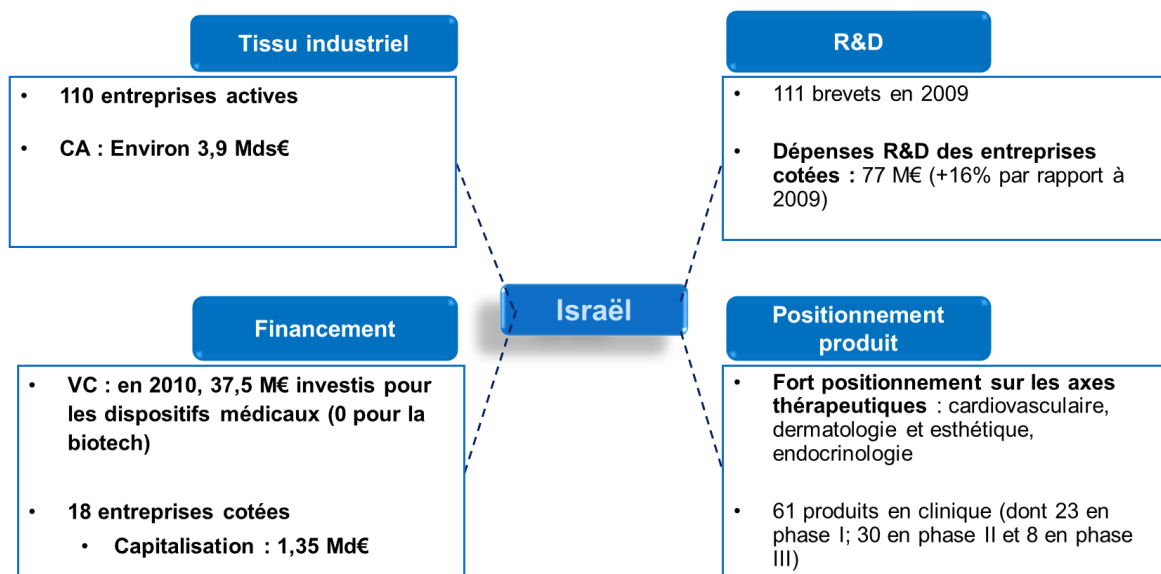 Tissu industriel
• 110 entreprises actives
• CA : Environ 3,9 Mds€
R&D
• 111 brevets en 2009
• Dépenses R&D des entreprises
cotées : 77 M€ (+16% par rapport à
2009)
Israël
Financement
• VC : en 2010, 37,5 M€ investis pour
les dispositifs médicaux (0 pour la
biotech)
• 18 entreprises cotées
• Capitalisation : 1,35 Md€
Positionnement
produit
• Fort positionnement sur les axes
thérapeutiques : cardiovasculaire,
dermatologie et esthétique,
endocrinologie
• 61 produits en clinique (dont 23 en
phase I; 30 en phase II et 8 en phase
III)